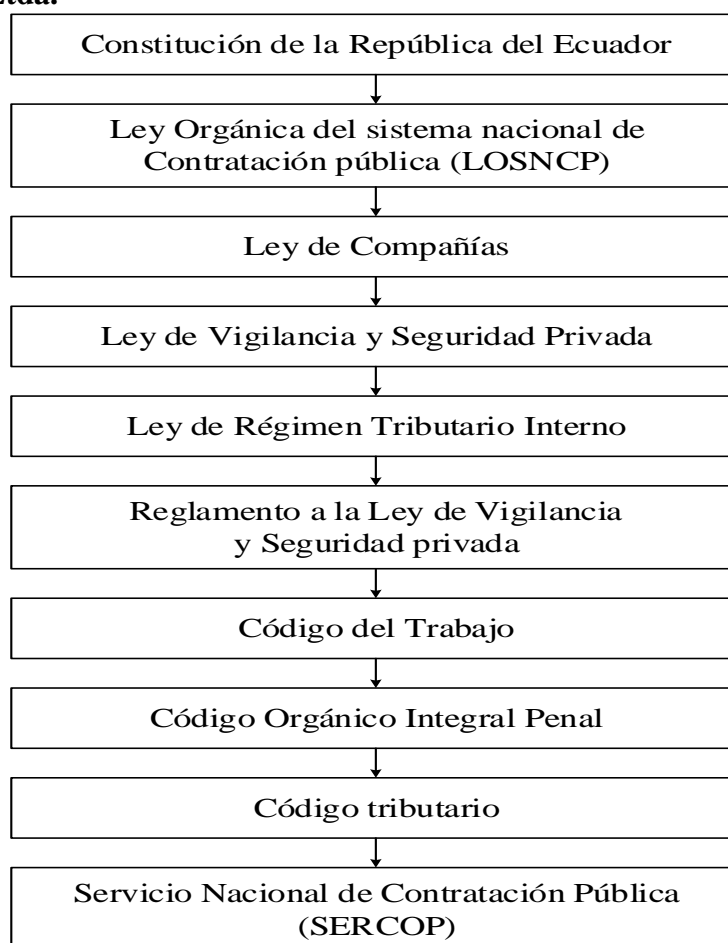 Ltda.
Constitución de la República del Ecuador
Ley Orgánica del sistema nacional de
Contratación pública (LOSNCP)
Ley de Compañías
Ley de Vigilancia y Seguridad Privada
Ley de Régimen Tributario Interno
Reglamento a la Ley de Vigilancia
y Seguridad privada
Código del Trabajo
Código Orgánico Integral Penal
Código tributario
Servicio Nacional de Contratación Pública
(SERCOP)